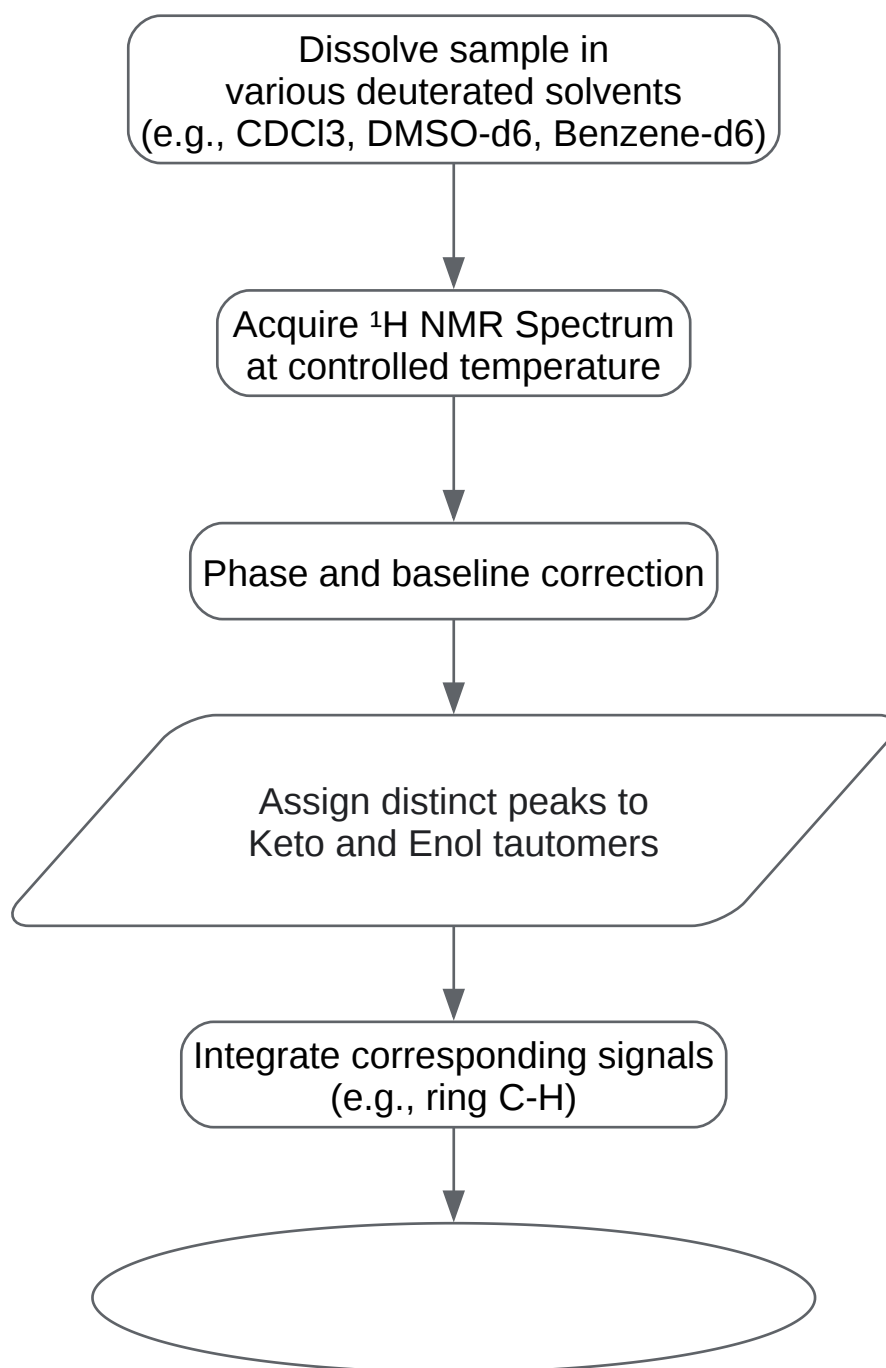 Dissolve sample in
various deuterated solvents
(e.g., CDCl3, DMSO-d6, Benzene-d6)
Acquire ¹H NMR Spectrum
at controlled temperature
Phase and baseline correction
Assign distinct peaks to
Keto and Enol tautomers
Integrate corresponding signals
(e.g., ring C-H)